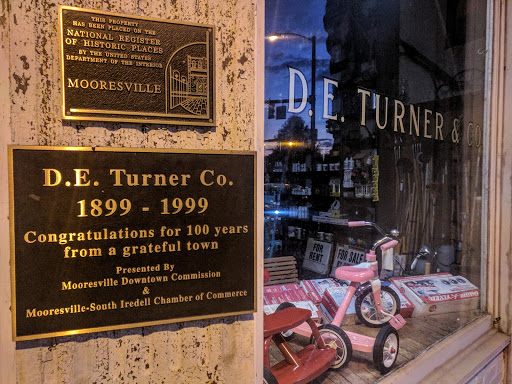 THIS PROPERTY
HAS BEEN PLACED ON THE
NATIONAL REGISTER
OF HISTORIC PLACES
BY THE UNITED STATES
DEPARTMENT OF THE INTERIOR
MOORESVILLE
D.E. Turner Co.
1899 - 1999
Congratulations for 100 years
from a grateful town
Presented By
Mooresville Downtown Commission
&
Mooresville-South Iredell Chamber of Commerce
D.E. TURNER & CO.
FOR
RENT
FOR SALE